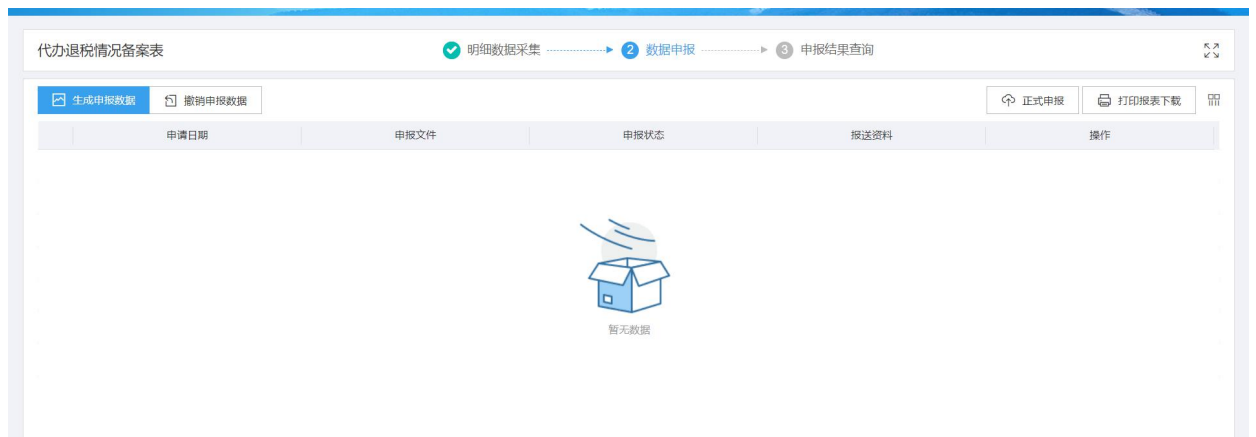 代办退税情况备案表 明细数据采集 2 数据申报 3 申报结果查询
生成申报数据 撤销申报数据 正式申报 打印报表下载
申请日期 申报文件 申报状态 报送资料 操作
暂无数据